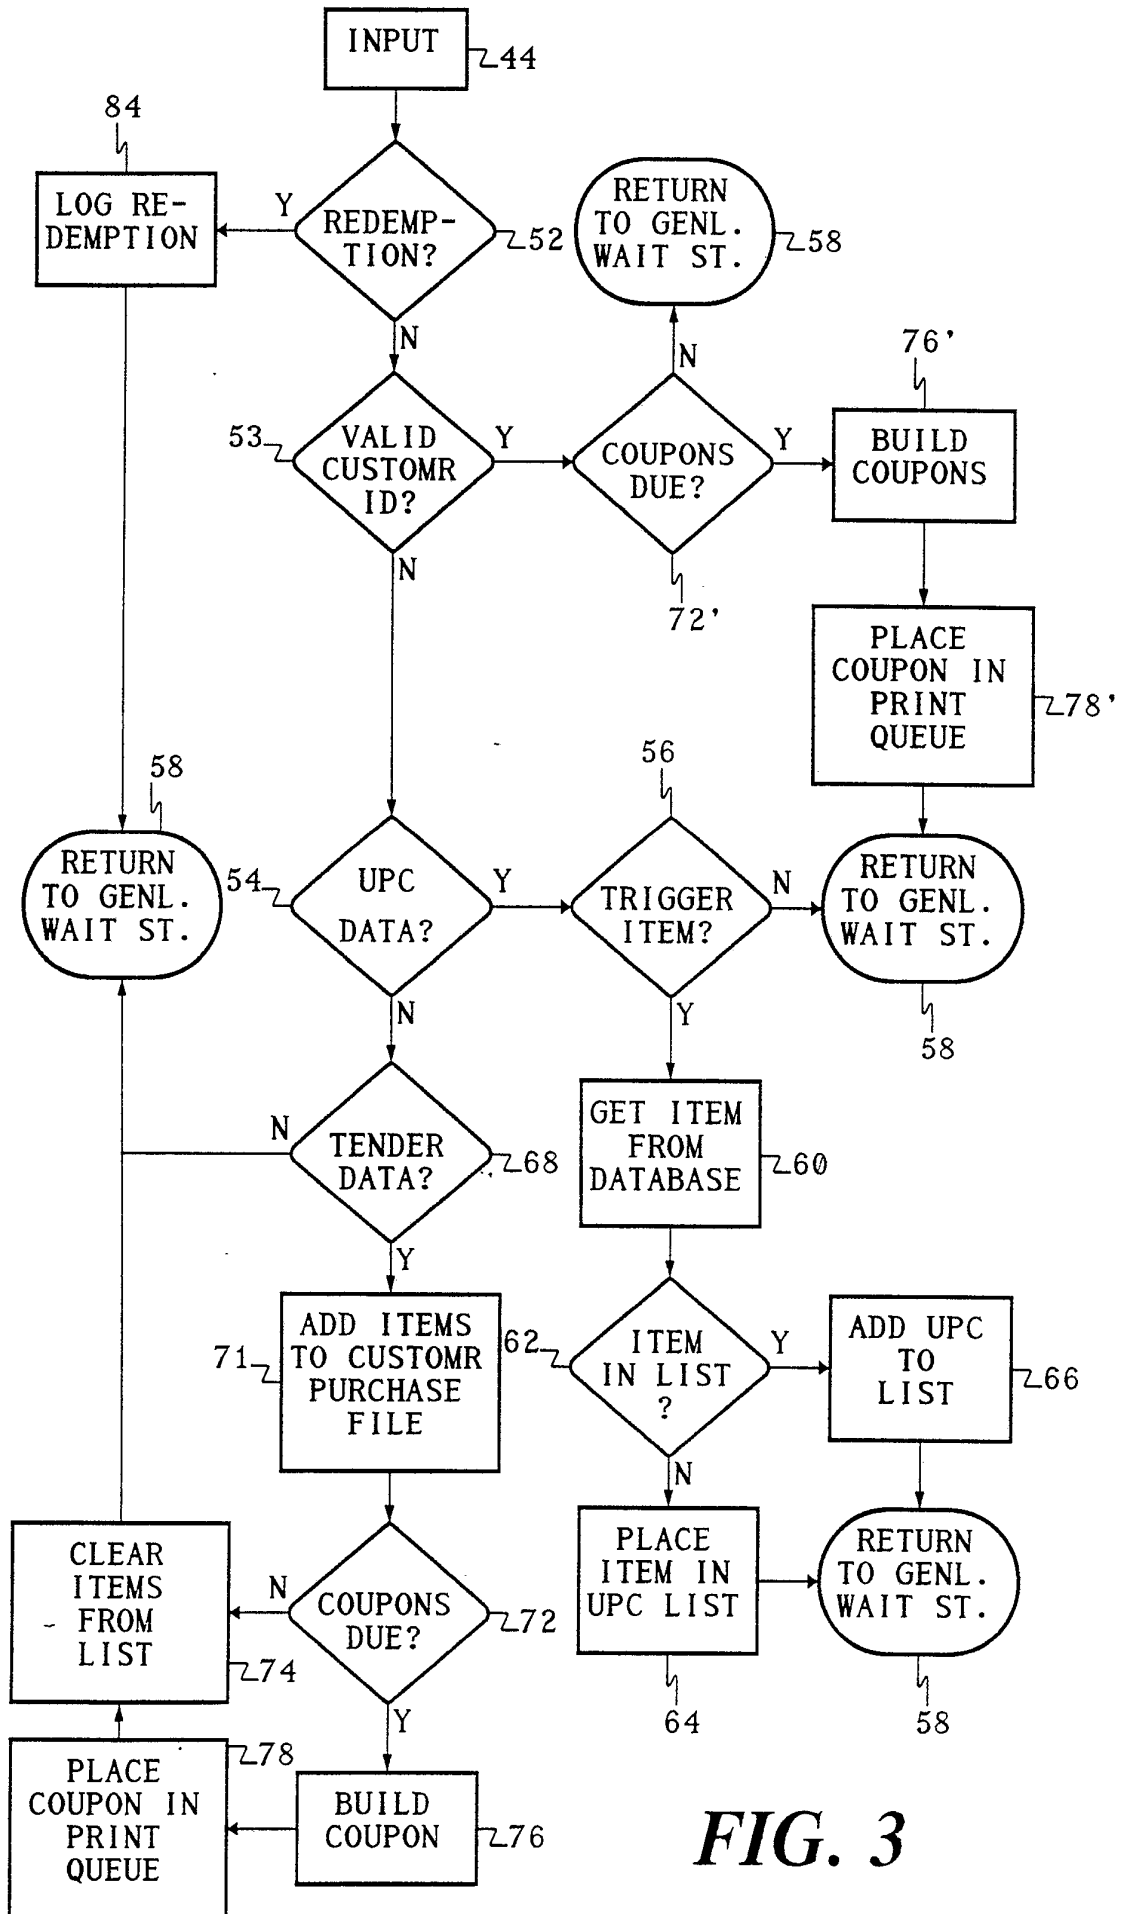 INPUT
44
84
LOG RE-
DEMPTION
Y
REDEMP-
TION?
52
N
RETURN
TO GENL.
WAIT ST.
58
N
76'
53
VALID
CUSTOMR
ID?
Y
COUPONS
DUE?
Y
BUILD
COUPONS
N
72'
PLACE
COUPON IN
PRINT
QUEUE
78'
58
RETURN
TO GENL.
WAIT ST.
54
UPC
DATA?
Y
56
TRIGGER
ITEM?
N
RETURN
TO GENL.
WAIT ST.
58
N
Y
N
TENDER
DATA?
68
GET ITEM
FROM
DATABASE
60
Y
71
ADD ITEMS
TO CUSTOMR
PURCHASE
FILE
62
ITEM
IN LIST
?
Y
ADD UPC
TO
LIST
66
N
CLEAR
ITEMS
FROM
LIST
74
N
COUPONS
DUE?
72
PLACE
ITEM IN
UPC LIST
64
RETURN
TO GENL.
WAIT ST.
58
Y
78
PLACE
COUPON IN
PRINT
QUEUE
BUILD
COUPON
76
FIG. 3